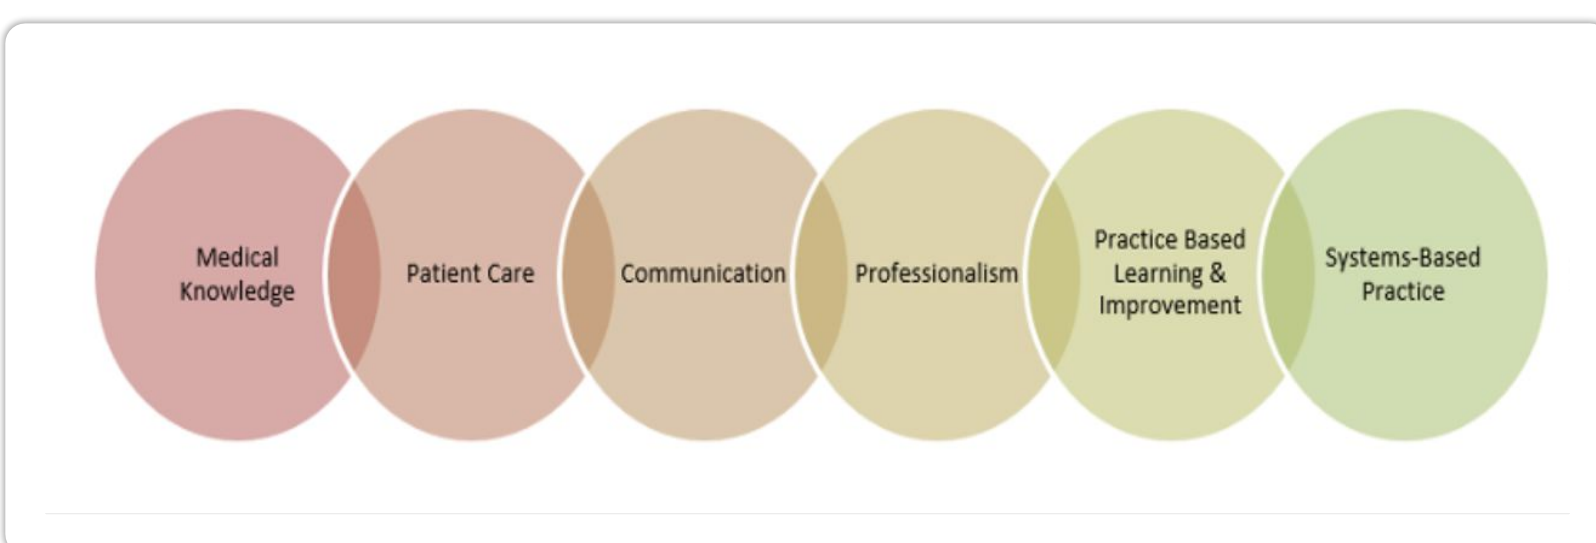 Medical
Knowledge
Patient Care
Communication
Professionalism
Practice Based
Learning &
Improvement
Systems-Based
Practice